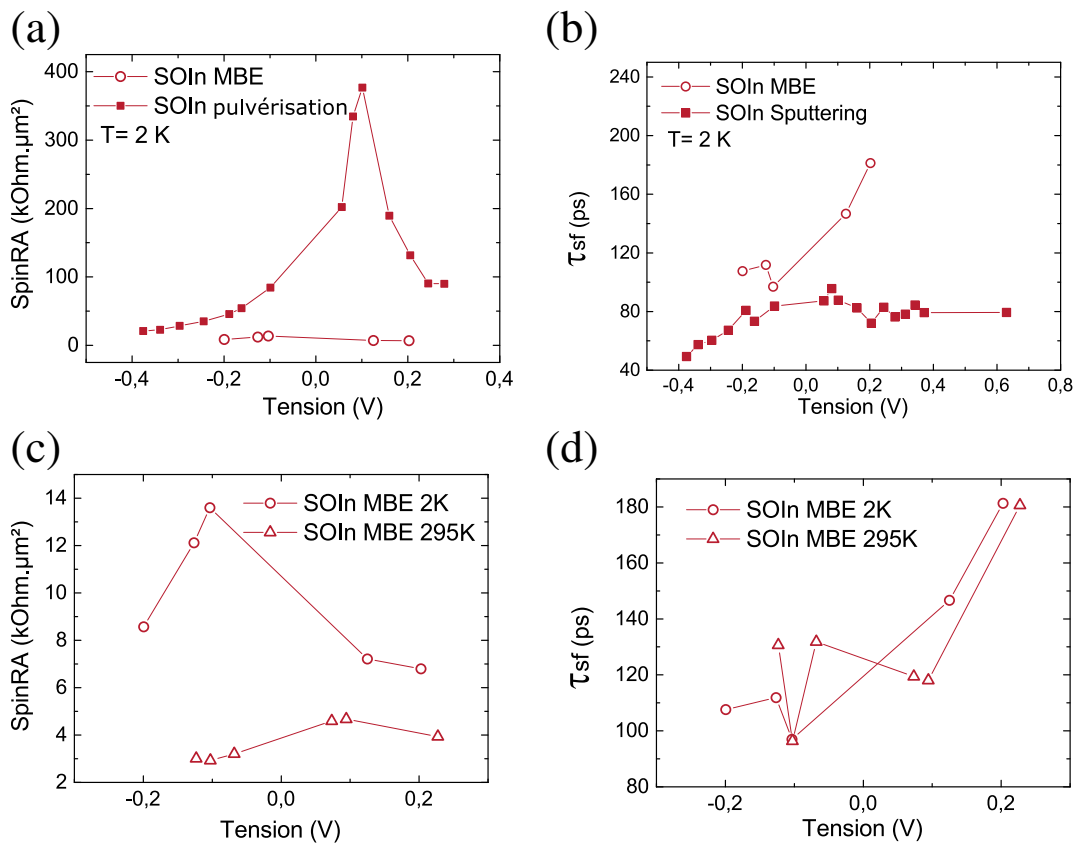 (a)
SOIn MBE
SOIn pulvérisation
T= 2 K
SpinRA (kOhm.µm²)
400
300
200
100
0
-0,4
-0,2
0,0
0,2
0,4
Tension (V)
(b)
SOIn MBE
SOIn Sputtering
T= 2 K
τsf (ps)
240
200
160
120
80
40
-0,4
-0,2
0,0
0,2
0,4
0,6
0,8
Tension (V)
(c)
SOIn MBE 2K
SOIn MBE 295K
SpinRA (kOhm.µm²)
14
12
10
8
6
4
2
-0,2
0,0
0,2
Tension (V)
(d)
SOIn MBE 2K
SOIn MBE 295K
τsf (ps)
180
160
140
120
100
80
-0,2
0,0
0,2
Tension (V)